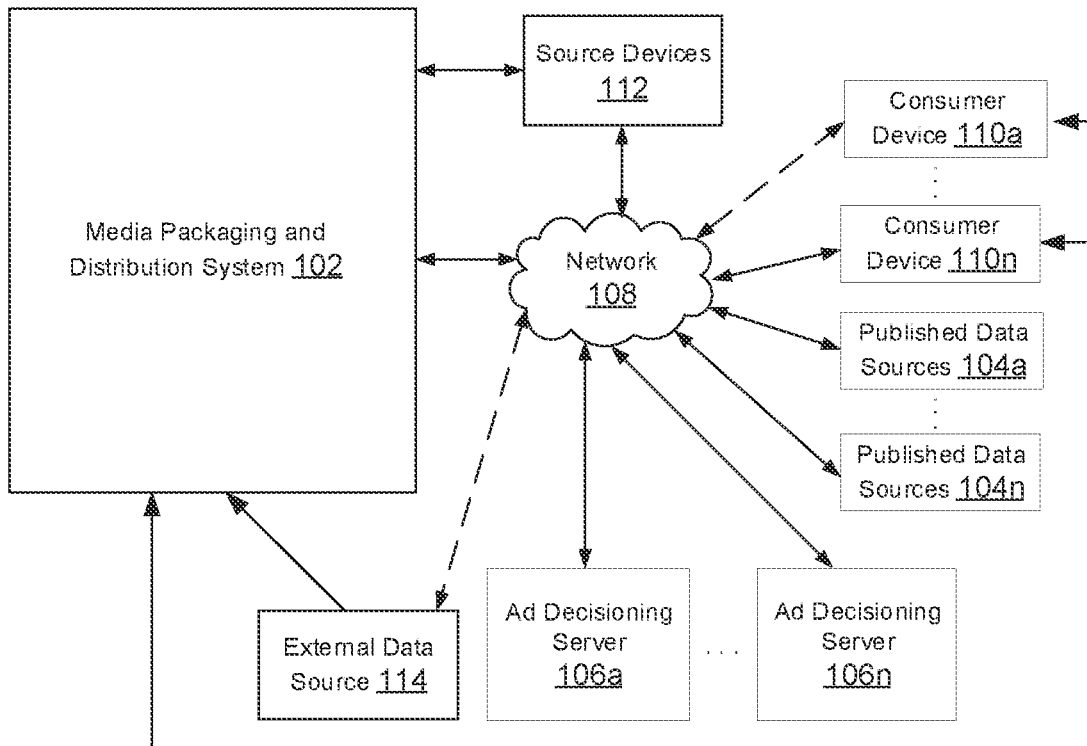 Media Packaging and
Distribution System 102
Source Devices
112
Network
108
Consumer
Device 110a
Consumer
Device 110n
Published Data
Sources 104a
Published Data
Sources 104n
External Data
Source 114
Ad Decisioning
Server
106a
. . .
Ad Decisioning
Server
106n